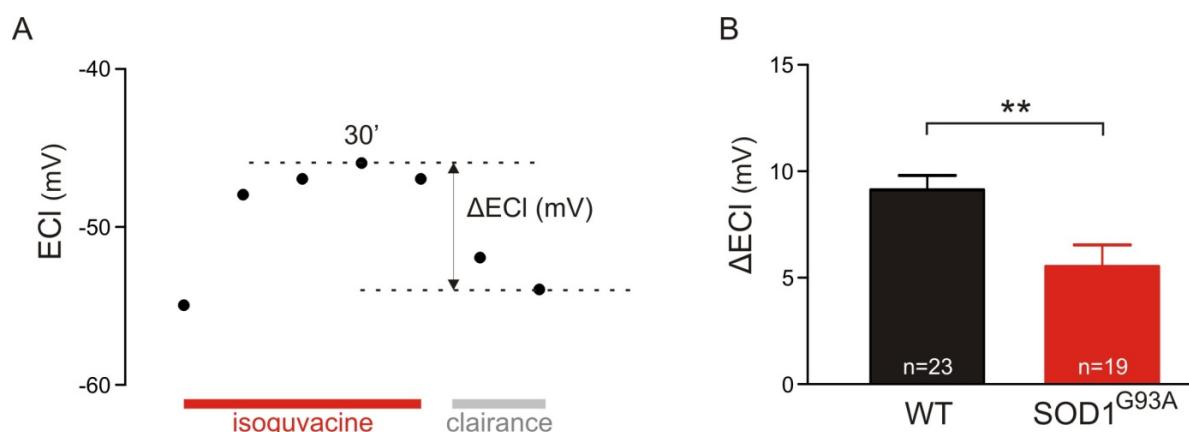 A
ECl (mV)
-40
-50
-60
30'
ΔECl (mV)
isoguvacine
clairance
B
ΔECl (mV)
15
10
5
0
**
n=23
n=19
WT
SOD1G93A